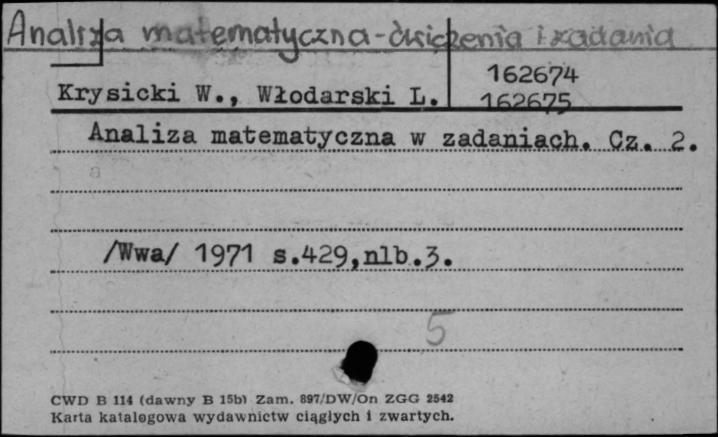 Analiza matematyczna-ćwiczenia i zadania
162674
Krysicki W., Włodarski L. 162675
Analiza matematyczna w zadaniach. Cz. 2.
a
/Wwa/ 1971 s.429,nlb.3.
5
CWD B 114 (dawny B 15b) Zam. 897/DW/On ZGG 2542
Karta katalogowa wydawnictw ciągłych i zwartych.